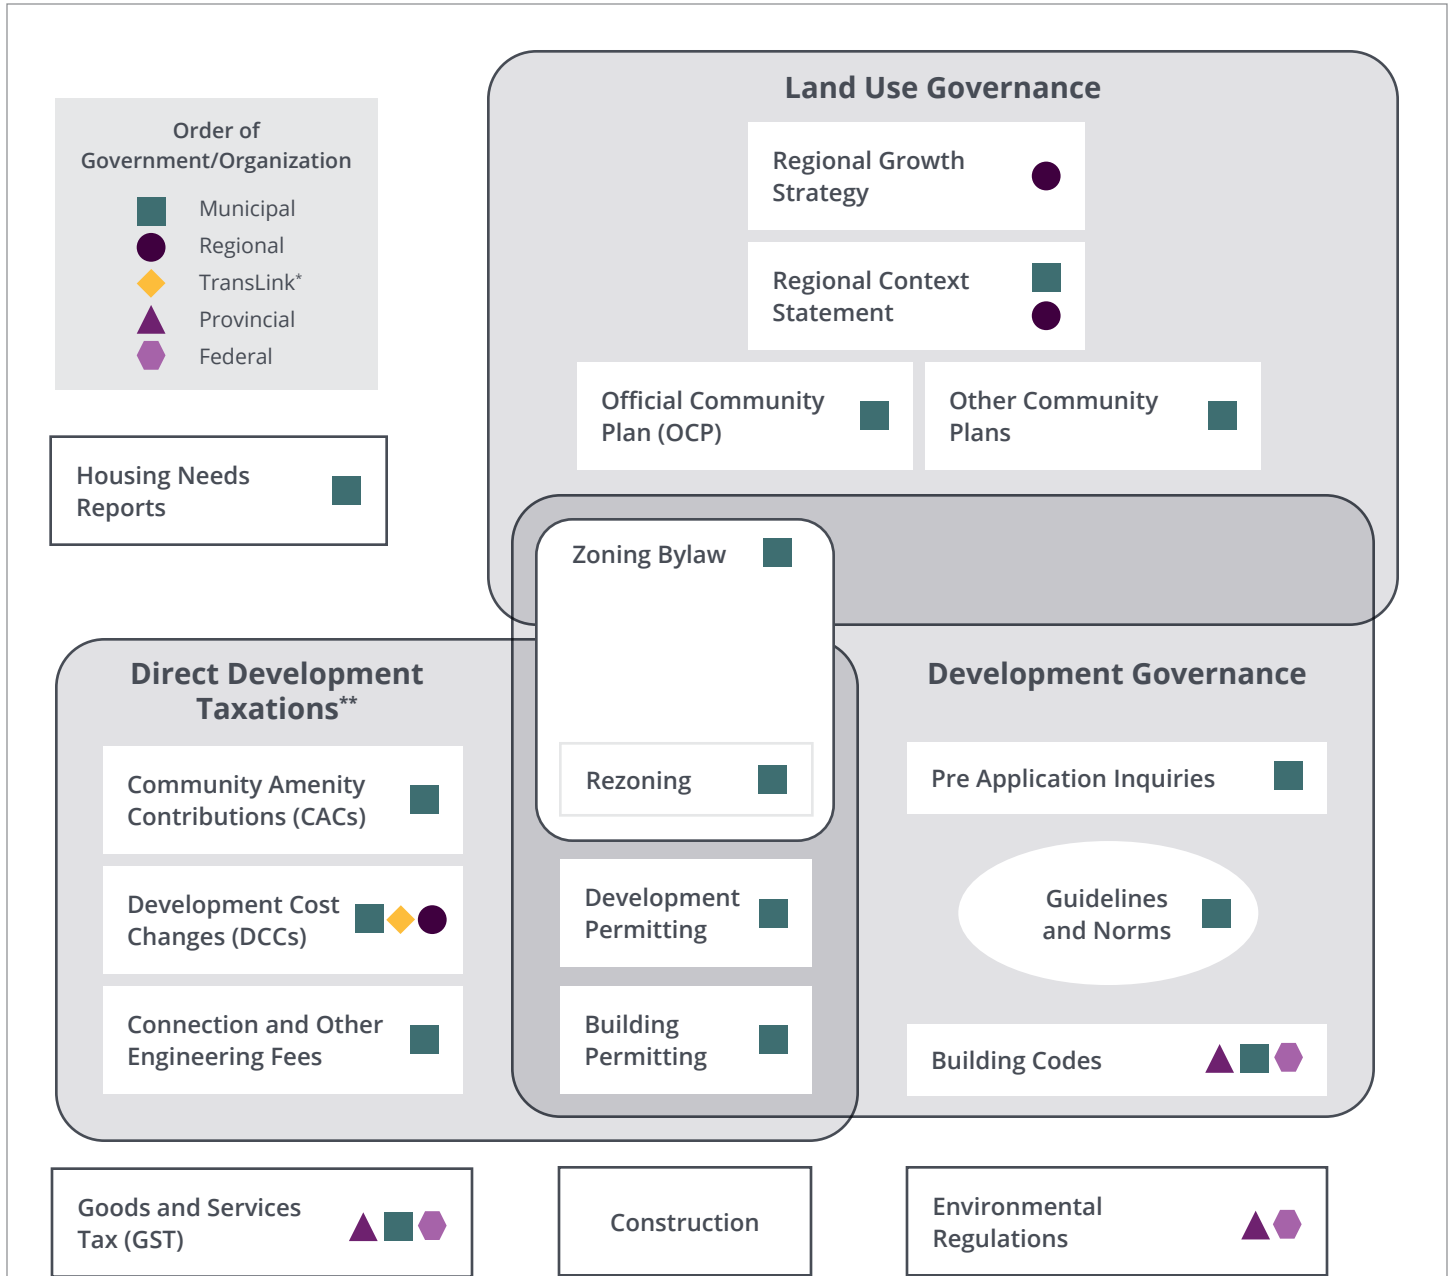 Land Use Governance
Order of
Government/Organization
Municipal
Regional
TransLink*
Provincial
Federal
Regional Growth
Strategy
Regional Context
Statement
Official Community
Plan (OCP)
Other Community
Plans
Housing Needs
Reports
Zoning Bylaw
Direct Development
Taxations**
Development Governance
Rezoning
Pre Application Inquiries
Community Amenity
Contributions (CACs)
Development Cost
Changes (DCCs)
Development
Permitting
Guidelines
and Norms
Connection and Other
Engineering Fees
Building
Permitting
Building Codes
Goods and Services
Tax (GST)
Construction
Environmental
Regulations